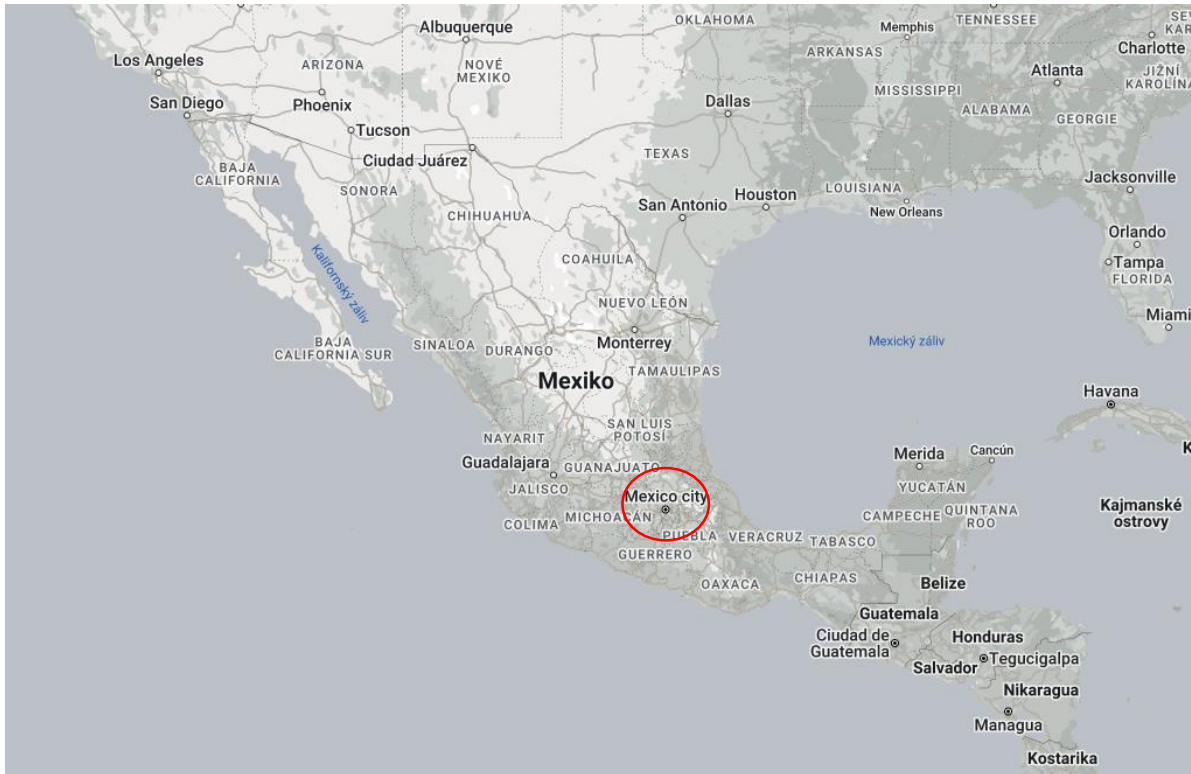 Albuquerque
OKLAHOMA
Memphis
TENNESSEE
Charlotte
Los Angeles
ARIZONA
NOVÉ
MEXIKO
ARKANSAS
Atlanta
JIŽNÍ
KAROLÍNA
San Diego
Phoenix
Dallas
MISSISSIPPI
ALABAMA
GEORGIE
Tucson
Ciudad Juárez
TEXAS
BAJA
CALIFORNIA
SONORA
Jacksonville
CHIHUAHUA
San Antonio
Houston
LOUISIANA
New Orleans
Orlando
Tampa
FLORIDA
COAHUILA
Kalifornský záliv
NUEVO LEÓN
Miami
Monterrey
Mexický záliv
BAJA
CALIFORNIA SUR
SINALOA
DURANGO
TAMAULIPAS
Mexiko
Havana
SAN LUIS
POTOSÍ
NAYARIT
Guadalajara
GUANAJUATO
Merida
Cancún
K
JALISCO
Mexico city
YUCATÁN
COLIMA
MICHOACÁN
PUEBLA
VERACRUZ
TABASCO
CAMPECHE
QUINTANA
ROO
Kajmanské
ostrovy
GUERRERO
OAXACA
CHIAPAS
Belize
Guatemala
Ciudad de
Guatemala
Honduras
Salvador
Tegucigalpa
Nikaragua
Managua
Kostarika